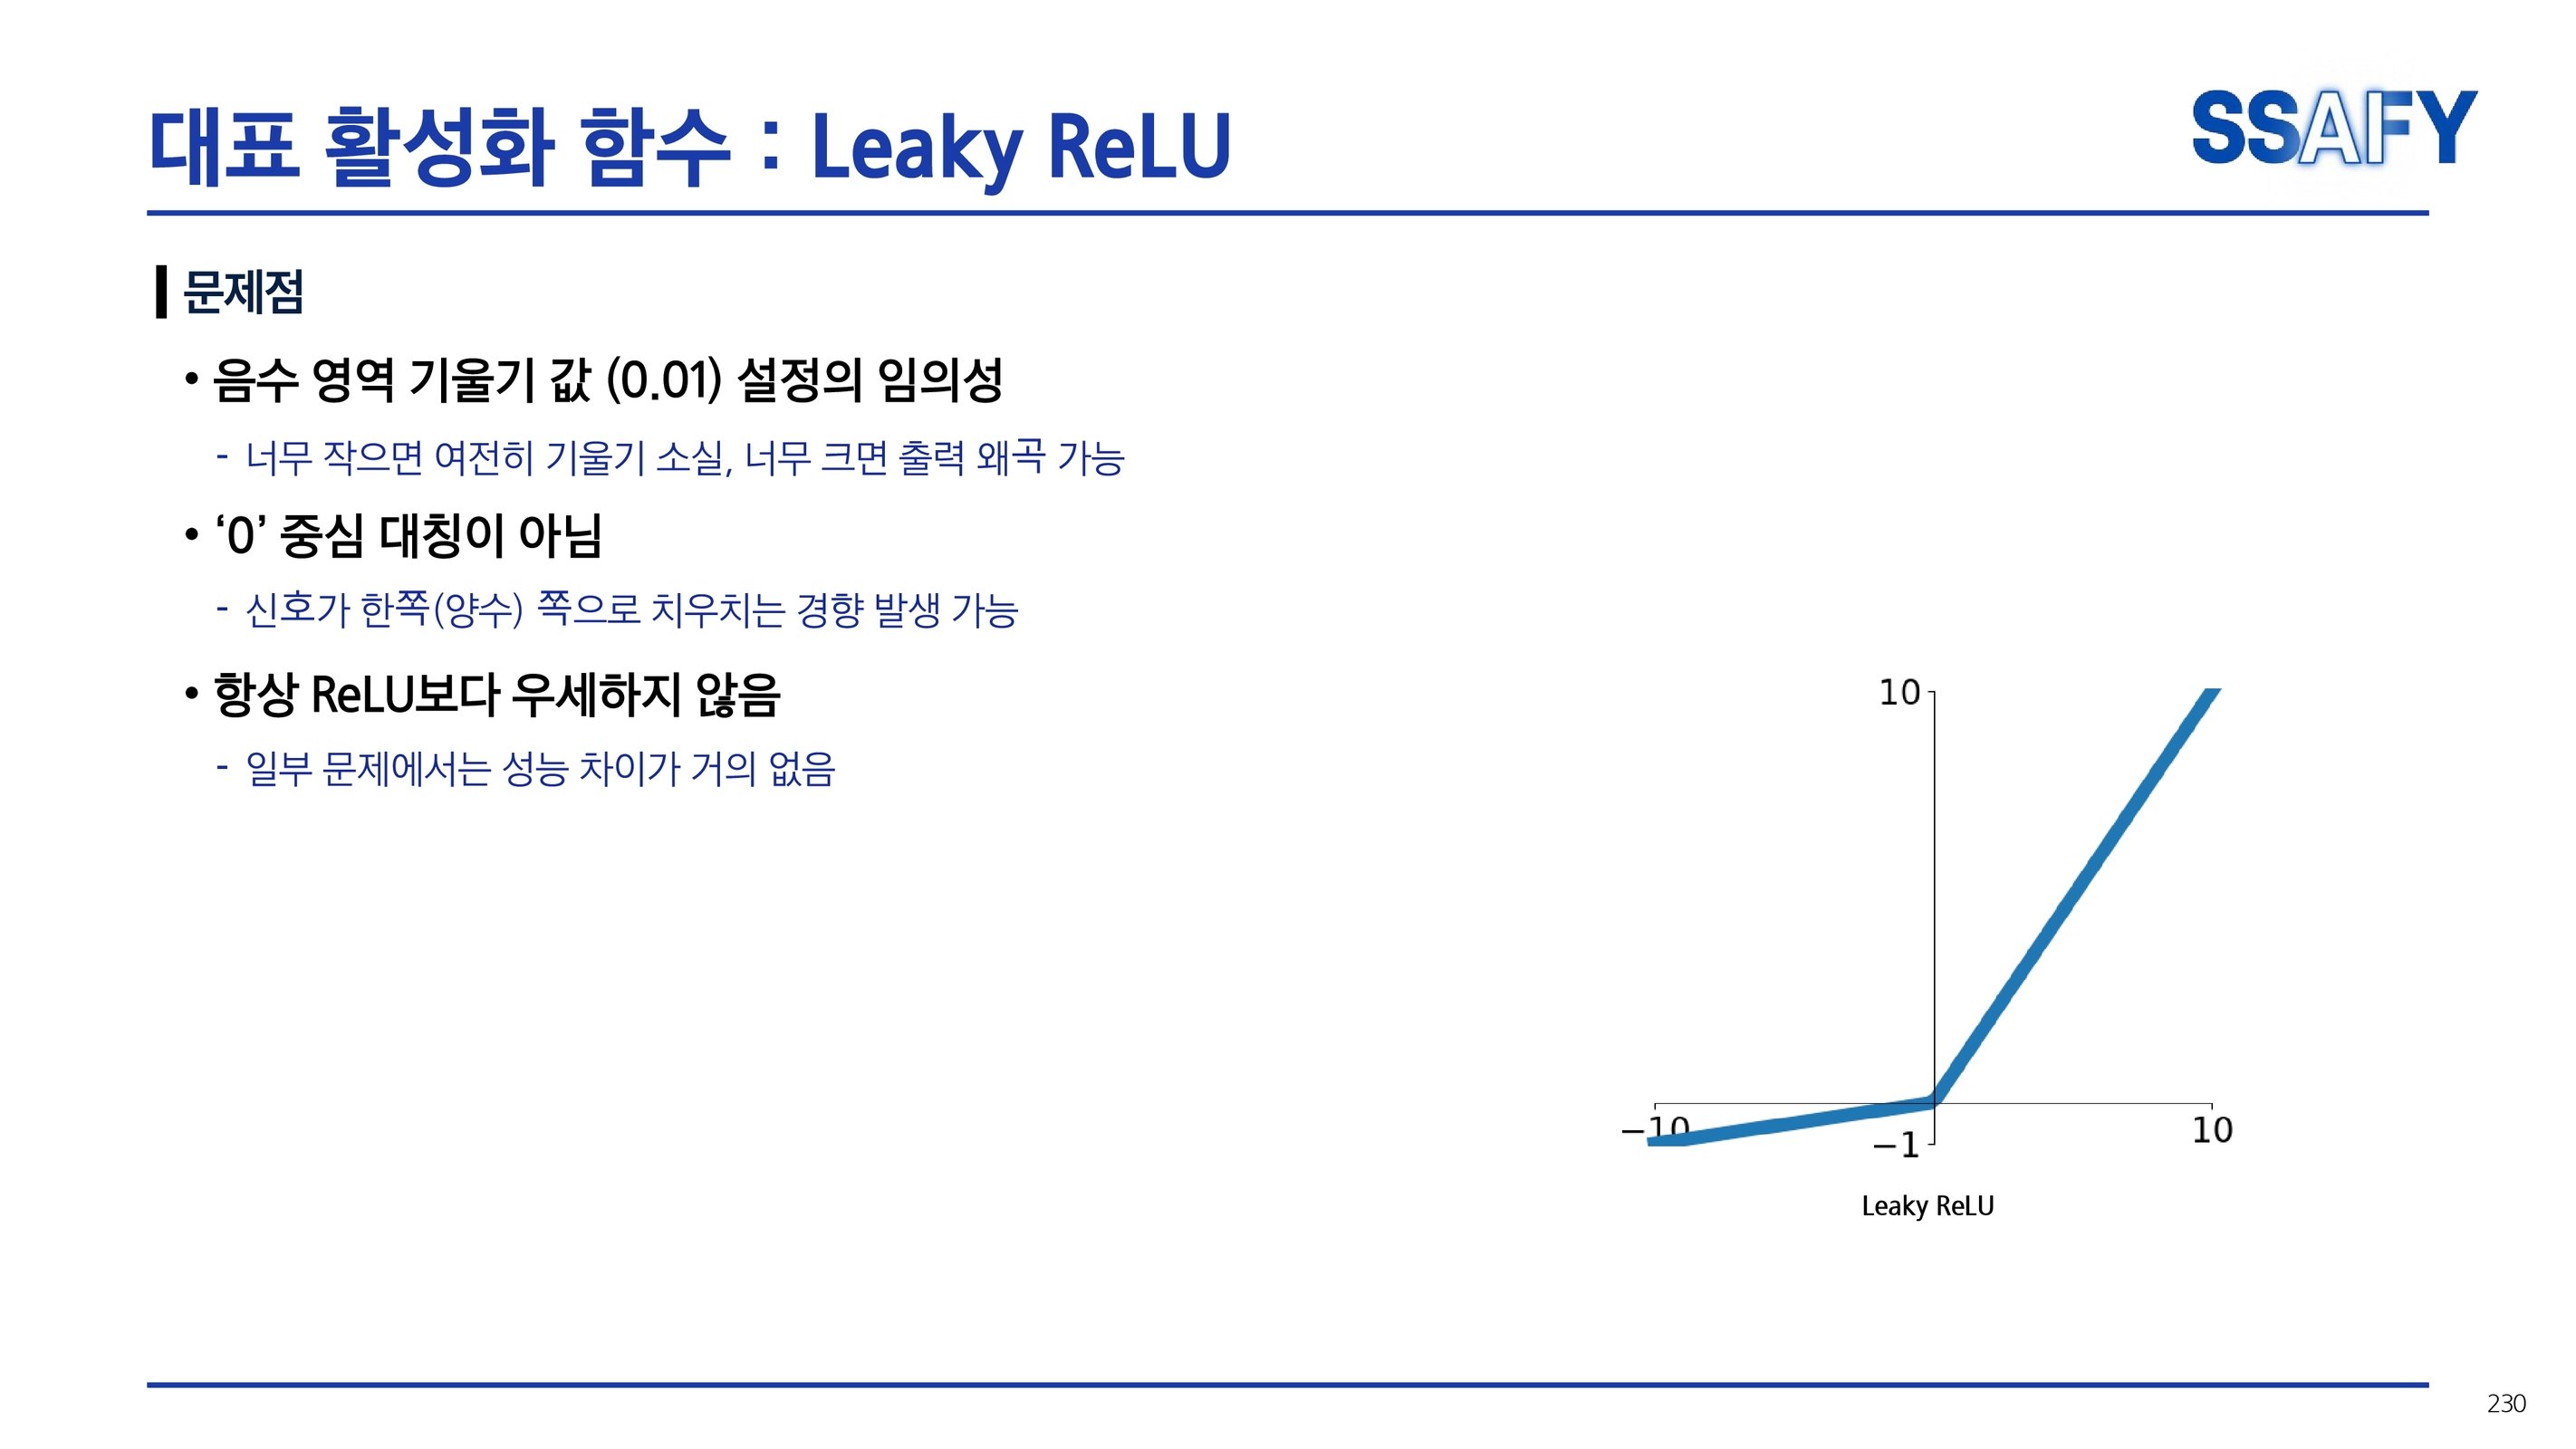 대표 활성화 함수 : Leaky ReLU
SSAFY
문제점
• 음수 영역 기울기 값 (0.01) 설정의 임의성
- 너무 작으면 여전히 기울기 소실, 너무 크면 출력 왜곡 가능
• ‘0’ 중심 대칭이 아님
- 신호가 한쪽(양수) 쪽으로 치우치는 경향 발생 가능
• 항상 ReLU보다 우세하지 않음
- 일부 문제에서는 성능 차이가 거의 없음
10
−10
−1
10
Leaky ReLU
230